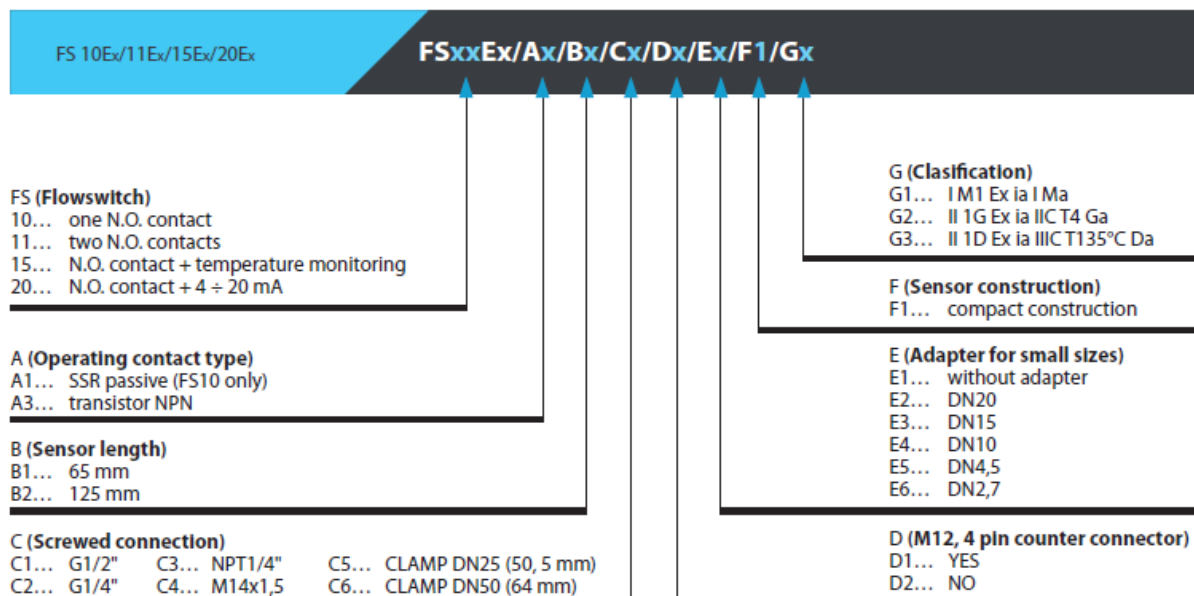 FS 10Ex/11Ex/15Ex/20Ex
FSxxEx/Ax/Bx/Cx/Dx/Ex/F1/Gx
FS (Flowswitch)
10... one N.O. contact
11... two N.O. contacts
15... N.O. contact + temperature monitoring
20... N.O. contact + 4 ÷ 20 mA
A (Operating contact type)
A1... SSR passive (FS10 only)
A3... transistor NPN
B (Sensor length)
B1... 65 mm
B2... 125 mm
C (Screwed connection)
C1... G1/2" C3... NPT1/4" C5... CLAMP DN25 (50, 5 mm)
C2... G1/4" C4... M14x1,5 C6... CLAMP DN50 (64 mm)
G (Clasification)
G1... I M1 Ex ia I Ma
G2... II 1G Ex ia IIC T4 Ga
G3... II 1D Ex ia IIIC T135°C Da
F (Sensor construction)
F1... compact construction
E (Adapter for small sizes)
E1... without adapter
E2... DN20
E3... DN15
E4... DN10
E5... DN4,5
E6... DN2,7
D (M12, 4 pin counter connector)
D1... YES
D2... NO